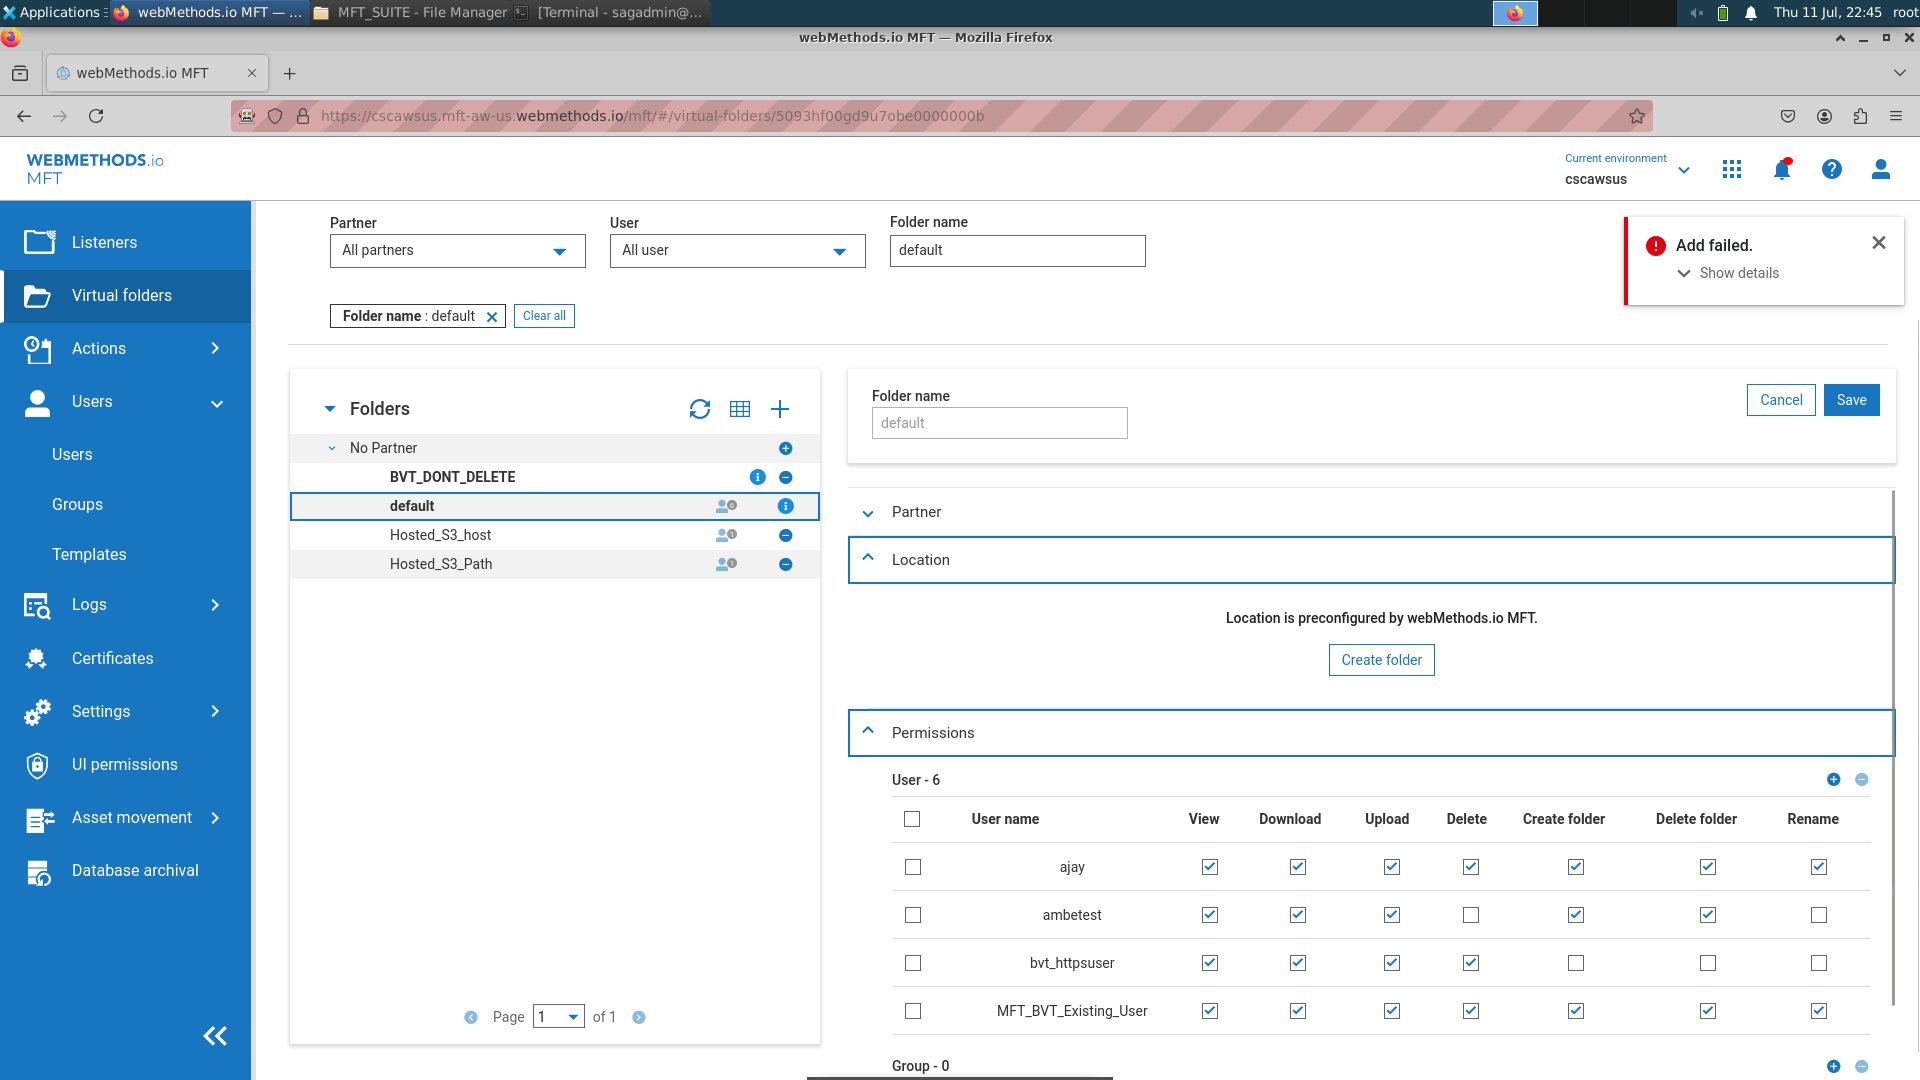 Applications
webMethods.io MFT — ...
MFT_SUITE - File Manager
[Terminal - sagadmin@...
Thu 11 Jul, 22:45
root
webMethods.io MFT — Mozilla Firefox
webMethods.io MFT
https://cscawsus.mft-aw-us.webmethods.io/mft/#/virtual-folders/5093hf00gd9u7obe0000000b
WEBMETHODS.io
MFT
Current environment
cscawsus
Listeners
Virtual folders
Actions
Users
Users
Groups
Templates
Logs
Certificates
Settings
UI permissions
Asset movement
Database archival
Partner
All partners
User
All user
Folder name
default
Add failed.
Show details
Folder name : default
Clear all
Folders
No Partner
BVT_DONT_DELETE
default
Hosted_S3_host
Hosted_S3_Path
Page 1 of 1
Folder name
default
Cancel
Save
Partner
Location
Location is preconfigured by webMethods.io MFT.
Create folder
Permissions
User - 6
User name View Download Upload Delete Create folder Delete folder Rename
ajay
ambetest
bvt_httpsuser
MFT_BVT_Existing_User
Group - 0